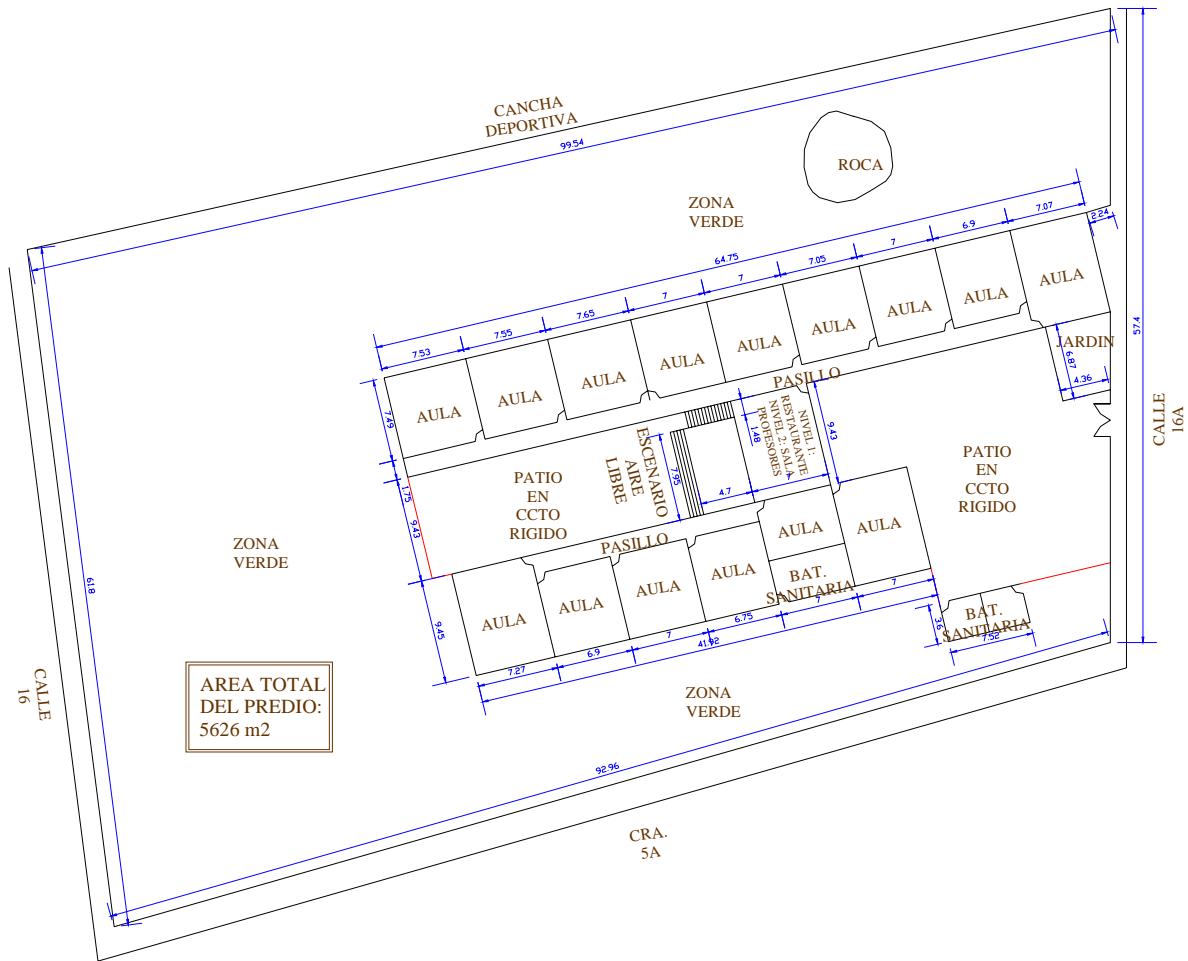 CANCHA
DEPORTIVA
99.54
57.4
ROCA
ZONA
VERDE
7.07
2.24
6.9
7
7.05
7
7
7.65
7.55
7.53
64.75
AULA
AULA
AULA
AULA
AULA
AULA
AULA
AULA
AULA
JARDIN
6.87
4.36
CALLE
16A
PASILLO
7.49
1.75
9.43
9.45
PATIO
EN
CCTO
RIGIDO
ESCENARIO
AIRE
LIBRE
7.95
4.7
7
1.48
NIVEL 1:
RESTAURANTE
NIVEL 2: SALA
PROFESORES
9.43
PATIO
EN
CCTO
RIGIDO
ZONA
VERDE
PASILLO
AULA
AULA
AULA
AULA
AULA
AULA
BAT.
SANITARIA
BAT.
SANITARIA
3.6
7.52
7.27
6.9
7
6.75
7
7
41.92
ZONA
VERDE
61.8
CALLE
16
AREA TOTAL
DEL PREDIO:
5626 m2
92.96
CRA.
5A